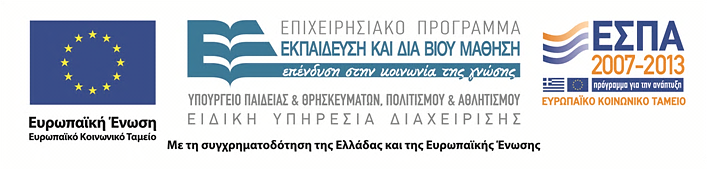 Ευρωπαϊκή Ένωση
Ευρωπαϊκό Κοινωνικό Ταμείο
ΕΠΙΧΕΙΡΗΣΙΑΚΟ ΠΡΟΓΡΑΜΜΑ
ΕΚΠΑΙΔΕΥΣΗ ΚΑΙ ΔΙΑ ΒΙΟΥ ΜΑΘΗΣΗ
επένδυση στην κοινωνία της γνώσης
ΥΠΟΥΡΓΕΙΟ ΠΑΙΔΕΙΑΣ & ΘΡΗΣΚΕΥΜΑΤΩΝ, ΠΟΛΙΤΙΣΜΟΥ & ΑΘΛΗΤΙΣΜΟΥ
ΕΙΔΙΚΗ ΥΠΗΡΕΣΙΑ ΔΙΑΧΕΙΡΙΣΗΣ
ΕΣΠΑ
2007-2013
πρόγραμμα για την ανάπτυξη
ΕΥΡΩΠΑΪΚΟ ΚΟΙΝΩΝΙΚΟ ΤΑΜΕΙΟ
Με τη συγχρηματοδότηση της Ελλάδας και της Ευρωπαϊκής Ένωσης